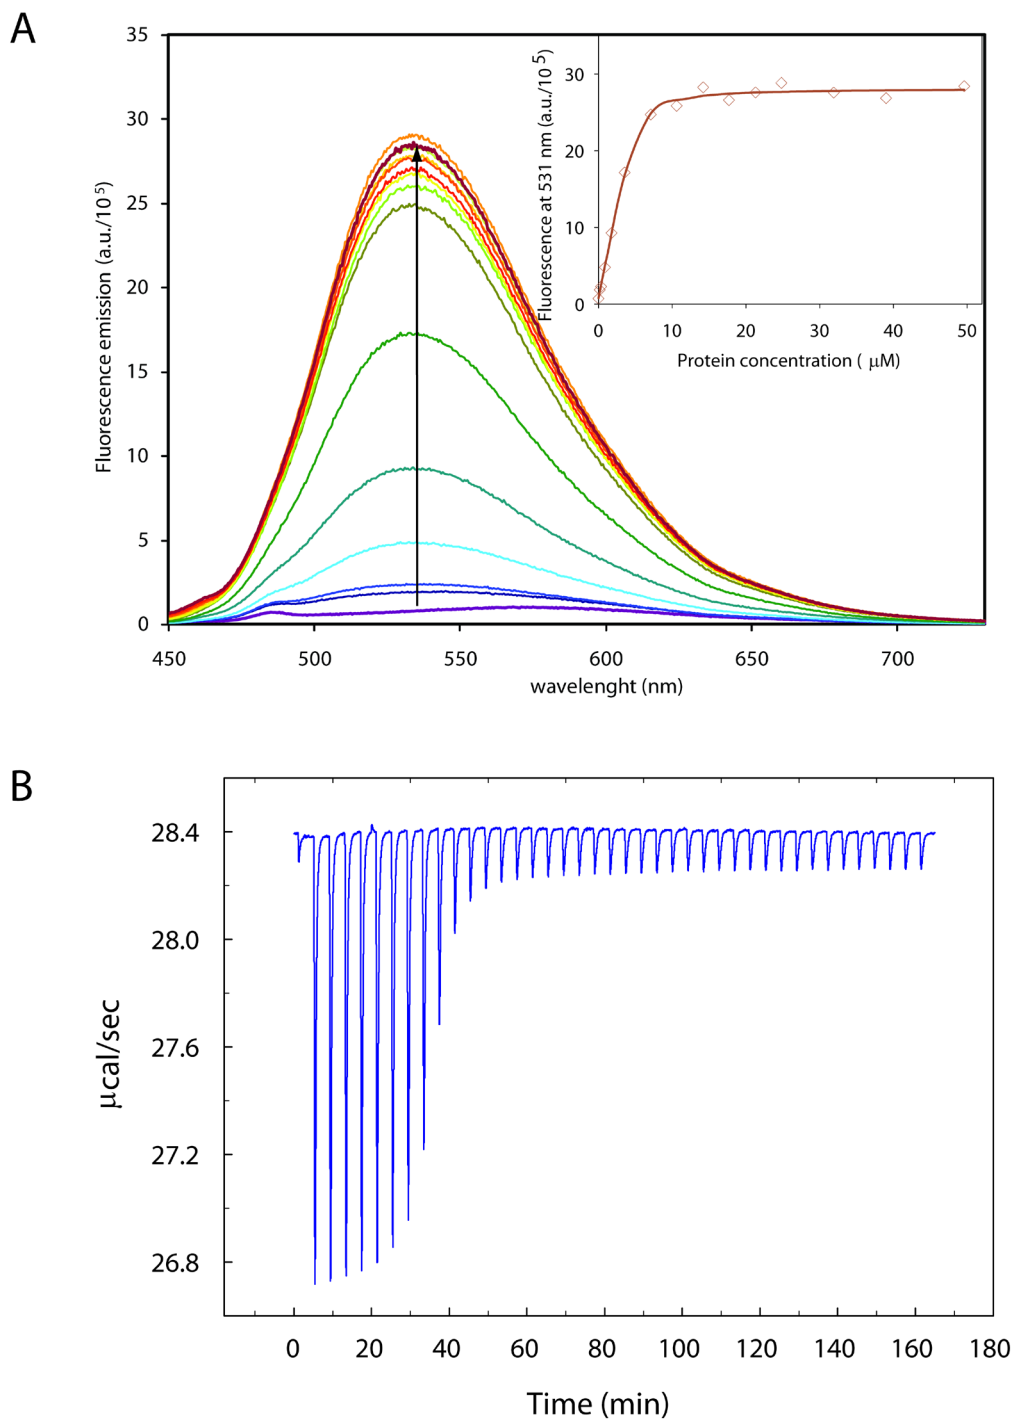 A
35
30
25
20
15
10
5
0
Fluorescence emission (a.u./10⁵)
450 500 550 600 650 700
wavelenght (nm)
30
20
10
0
Fluorescence at 531 nm (a.u./10⁵)
0 10 20 30 40 50
Protein concentration ( μM)
B
28.4
28.0
27.6
27.2
26.8
μcal/sec
0 20 40 60 80 100 120 140 160 180
Time (min)